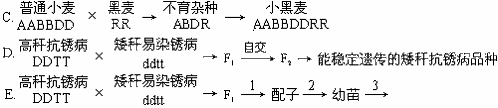 C. 普通小麦 AABBDD × 黑麦 RR → 不育杂种 ABDR → 小黑麦 AABBDDRR
D. 高秆抗锈病 DDTT × 矮秆易染锈病 ddtt → F₁ 自交→ F₂ → 能稳定遗传的矮秆抗锈病品种
E. 高秆抗锈病 DDTT × 矮秆易染锈病 ddtt → F₁ 1→ 配子 2→ 幼苗 3→